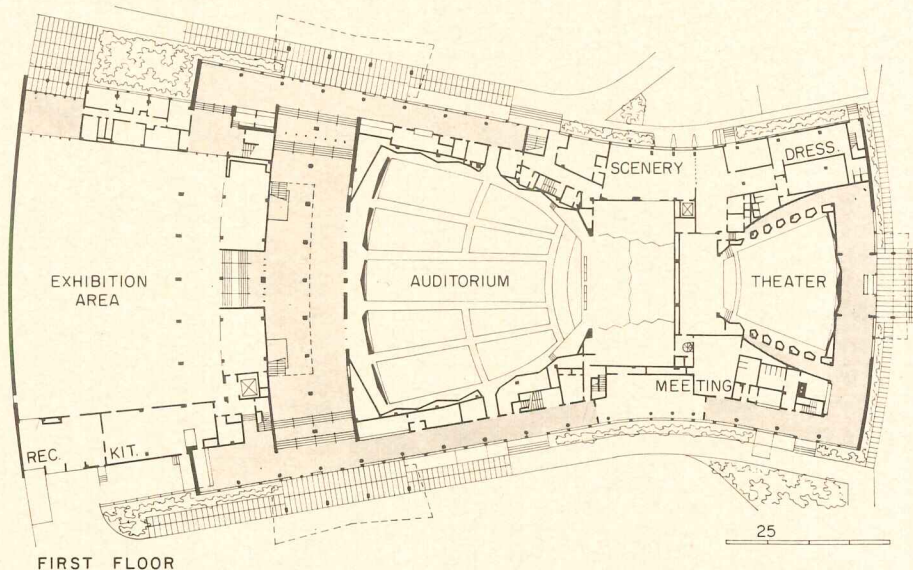 SCENERY
DRESS.
EXHIBITION
AREA
AUDITORIUM
THEATER
MEETING
REC.
KIT.
25
FIRST FLOOR